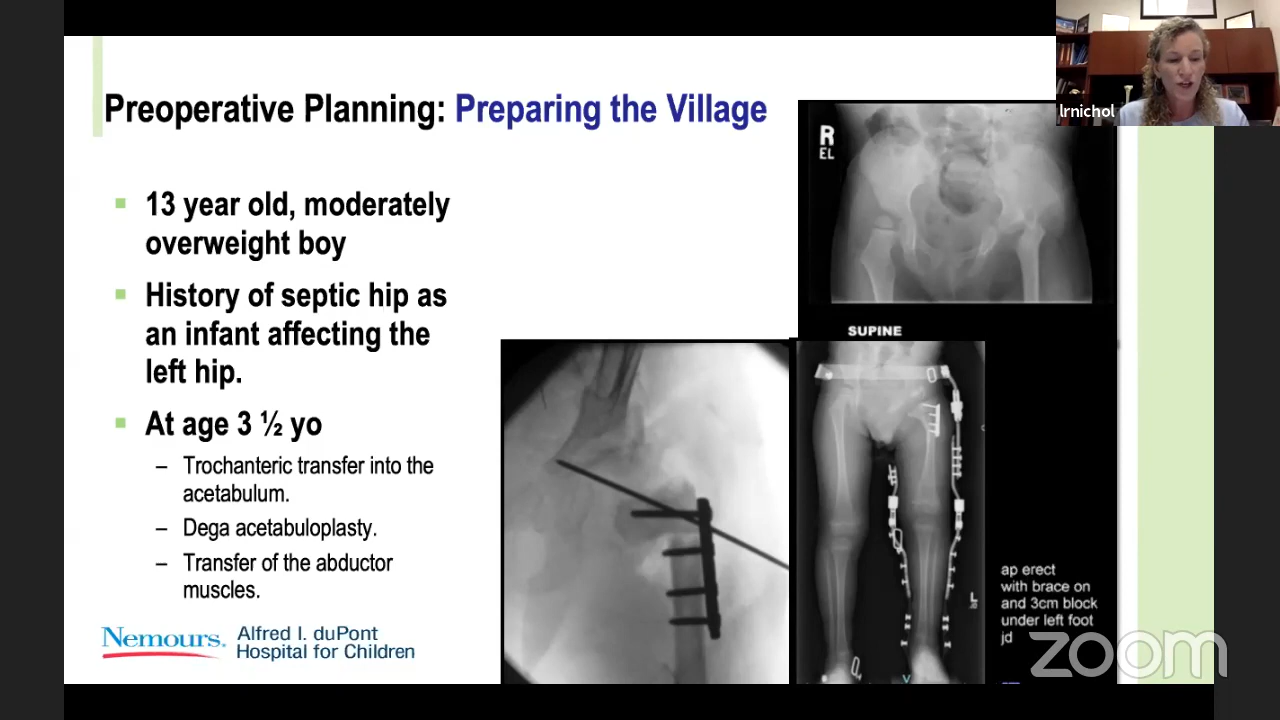 Preoperative Planning: Preparing the Village
lrnichol
13 year old, moderately
overweight boy
History of septic hip as
an infant affecting the
left hip.
At age 3 ½ yo
– Trochanteric transfer into the
acetabulum.
– Dega acetabuloplasty.
– Transfer of the abductor
muscles.
Nemours. Alfred I. duPont
Hospital for Children
R
EL
SUPINE
L
ap erect
with brace on
and 3cm block
under left foot
jd
zoom